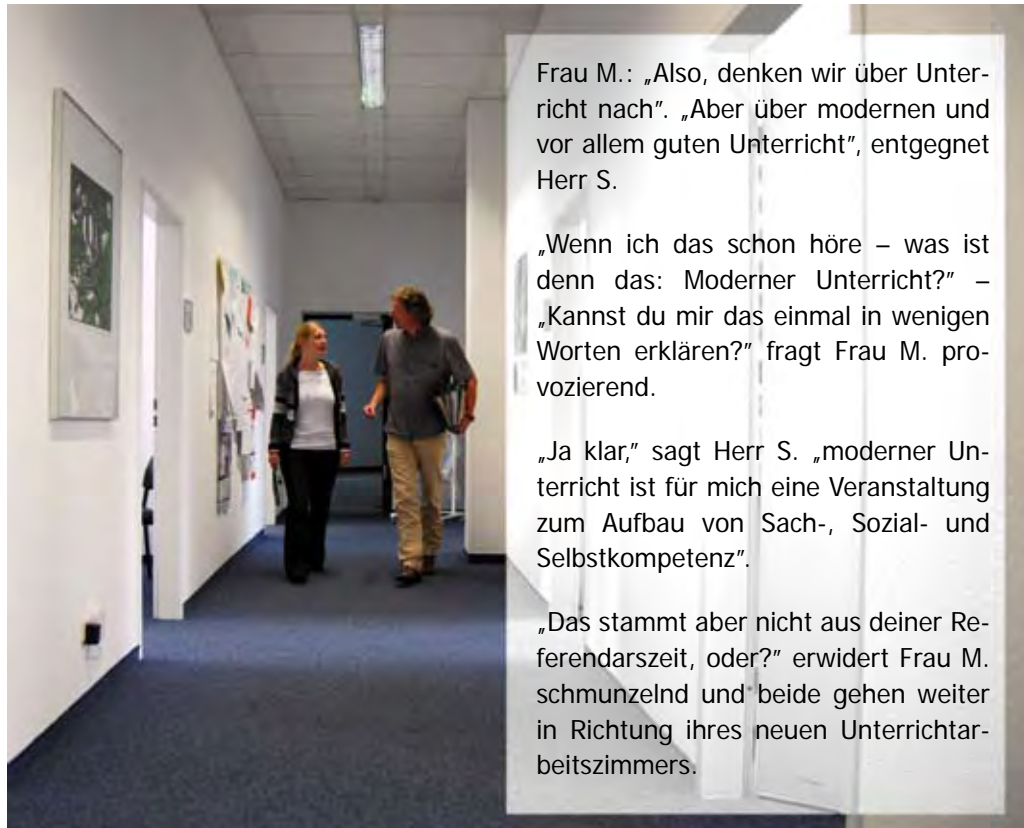 Frau M.: „Also, denken wir über Unter-
richt nach”. „Aber über modernen und
vor allem guten Unterricht”, entgegnet
Herr S.
„Wenn ich das schon höre – was ist
denn das: Moderner Unterricht?” –
„Kannst du mir das einmal in wenigen
Worten erklären?” fragt Frau M. pro-
vozierend.
„Ja klar,” sagt Herr S. „moderner Un-
terricht ist für mich eine Veranstaltung
zum Aufbau von Sach-, Sozial- und
Selbstkompetenz”.
„Das stammt aber nicht aus deiner Re-
ferendarszeit, oder?” erwidert Frau M.
schmunzelnd und beide gehen weiter
in Richtung ihres neuen Unterrichtar-
beitszimmers.